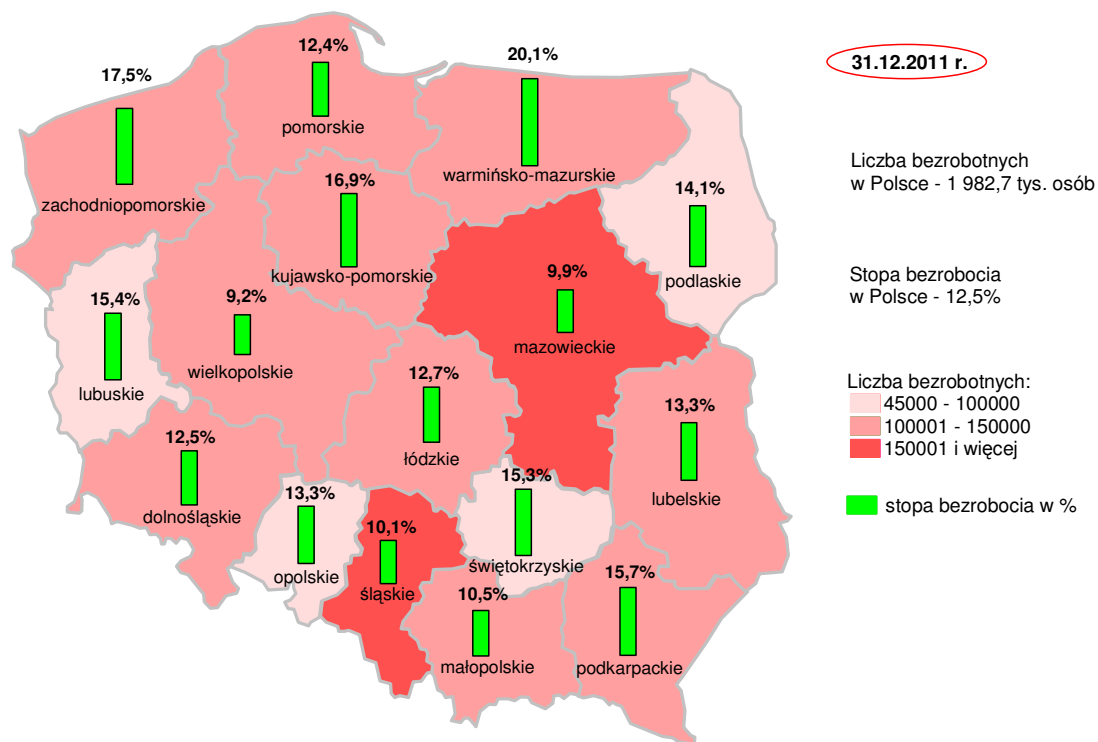 12,4%
20,1%
31.12.2011 r.
17,5%
pomorskie
warmińsko-mazurskie
zachodniopomorskie
16,9%
14,1%
Liczba bezrobotnych
w Polsce - 1 982,7 tys. osób
kujawsko-pomorskie
9,9%
podlaskie
Stopa bezrobocia
w Polsce - 12,5%
15,4%
9,2%
mazowieckie
wielkopolskie
lubuskie
12,7%
13,3%
Liczba bezrobotnych:
45000 - 100000
100001 - 150000
150001 i więcej
12,5%
łódzkie
lubelskie
dolnośląskie
13,3%
15,3%
stopa bezrobocia w %
10,1%
opolskie
świętokrzyskie
śląskie
10,5%
15,7%
małopolskie
podkarpackie